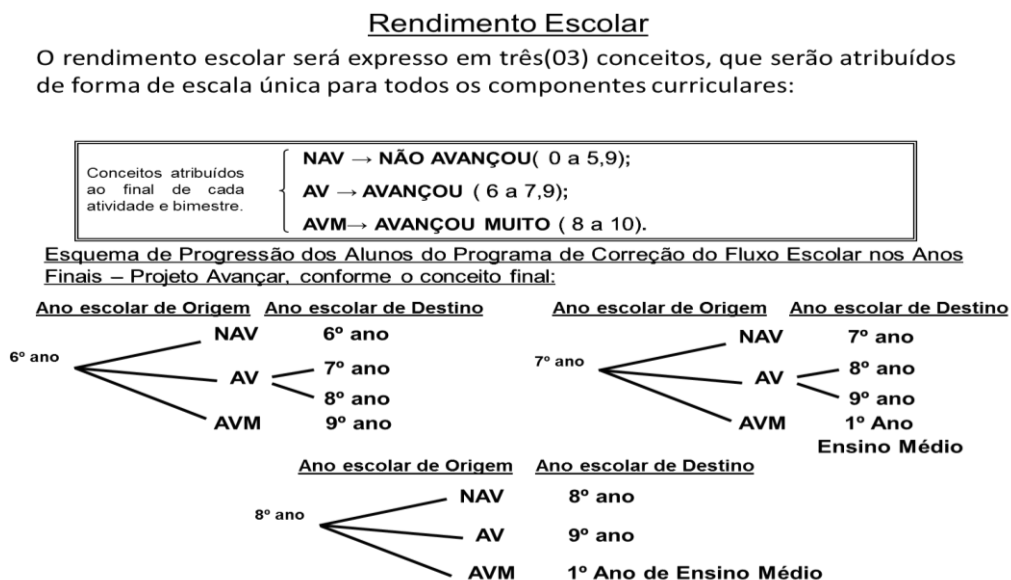 Rendimento Escolar
O rendimento escolar será expresso em três(03) conceitos, que serão atribuídos
de forma de escala única para todos os componentes curriculares:
Conceitos atribuídos
ao final de cada
atividade e bimestre.
NAV → NÃO AVANÇOU( 0 a 5,9);
AV → AVANÇOU ( 6 a 7,9);
AVM→ AVANÇOU MUITO ( 8 a 10).
Esquema de Progressão dos Alunos do Programa de Correção do Fluxo Escolar nos Anos
Finais – Projeto Avançar, conforme o conceito final:
Ano escolar de Origem Ano escolar de Destino
6º ano
NAV 6º ano
AV 7º ano
8º ano
AVM 9º ano
Ano escolar de Origem Ano escolar de Destino
7º ano
NAV 7º ano
AV 8º ano
9º ano
AVM 1º Ano
Ensino Médio
Ano escolar de Origem Ano escolar de Destino
8º ano
NAV 8º ano
AV 9º ano
AVM 1º Ano de Ensino Médio